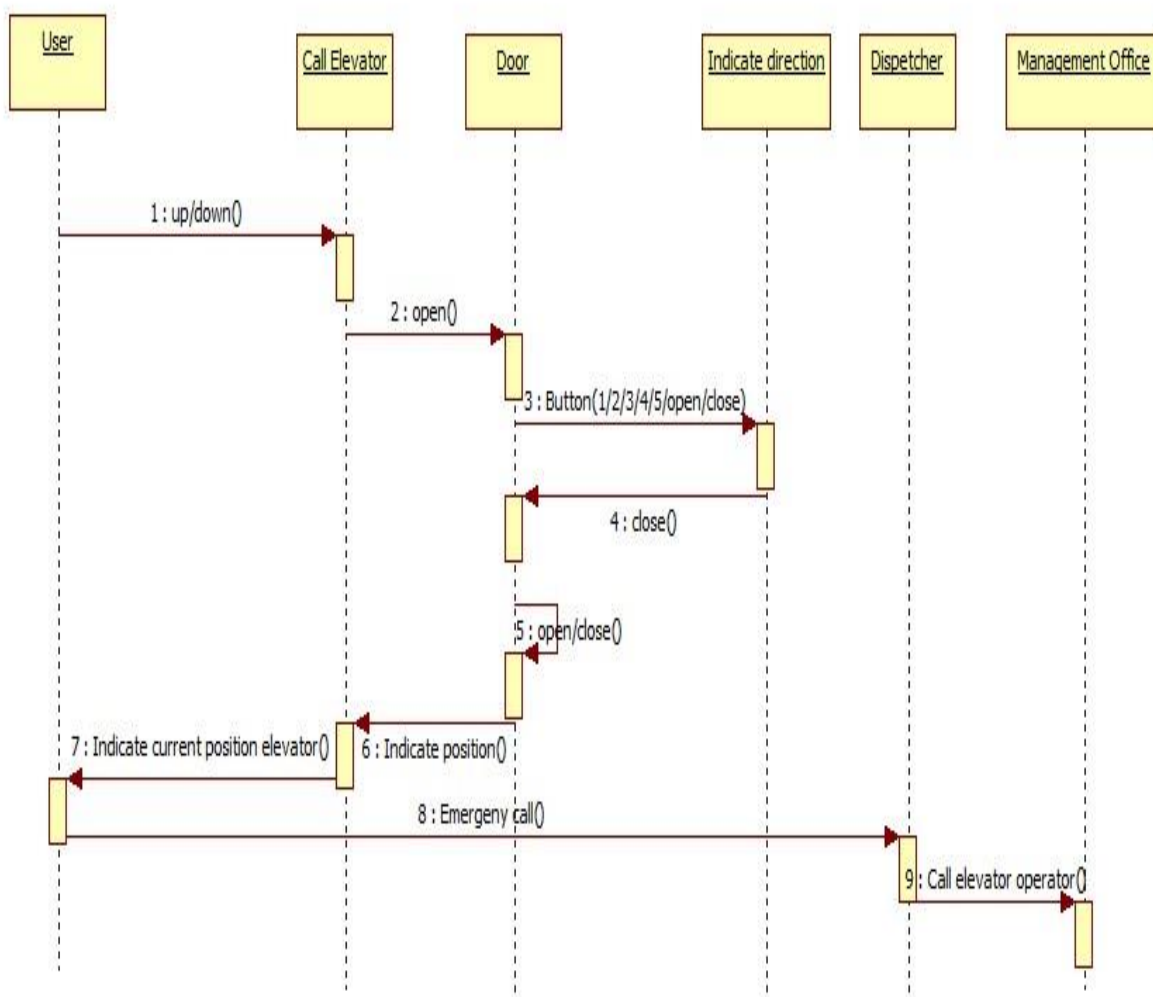 User
Call Elevator
Door
Indicate direction
Dispetcher
Management Office
1 : up/down()
2 : open()
3 : Button(1/2/3/4/5/open/close)
4 : close()
5 : open/close()
6 : Indicate position()
7 : Indicate current position elevator()
8 : Emergeny call()
9 : Call elevator operator()